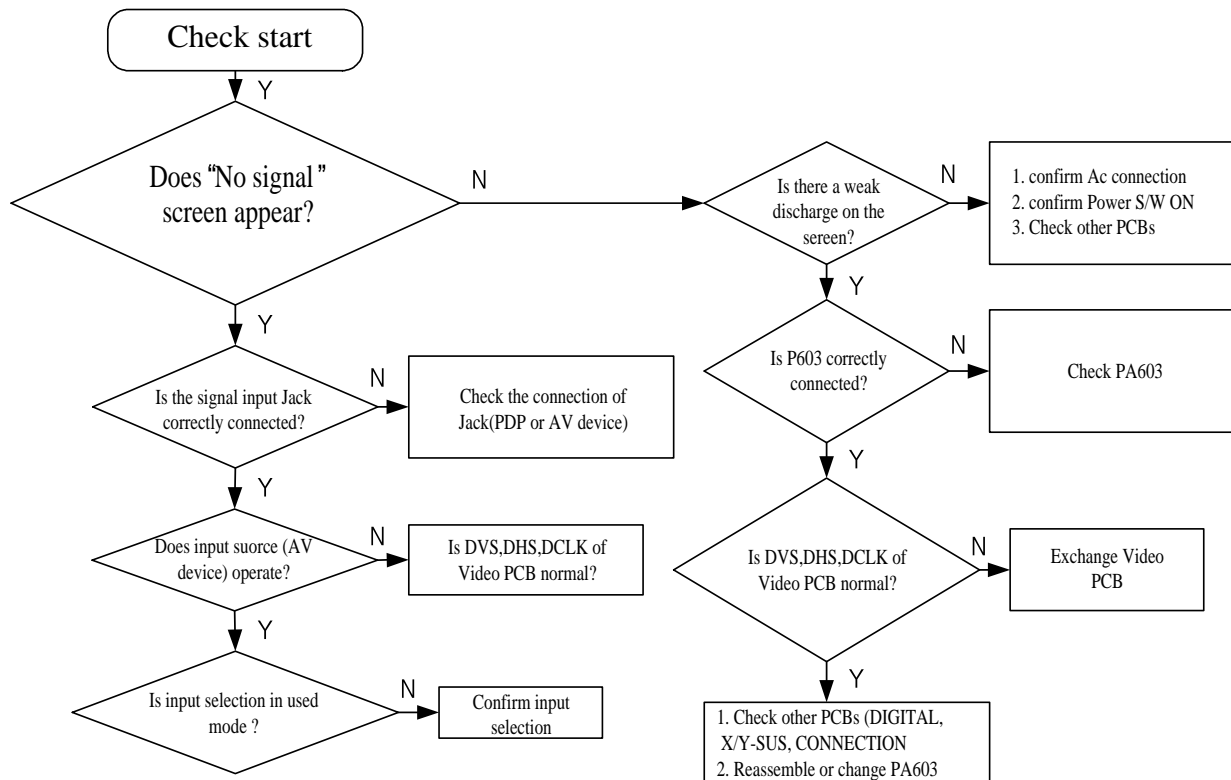 Check start
Y
Does “No signal”
screen appear?
N
Is there a weak
discharge on the
sereen?
N
1. confirm Ac connection
2. confirm Power S/W ON
3. Check other PCBs
Y
Y
Is the signal input Jack
correctly connected?
N
Check the connection of
Jack(PDP or AV device)
Is P603 correctly
connected?
N
Check PA603
Y
Y
Does input suorce (AV
device) operate?
N
Is DVS,DHS,DCLK of
Video PCB normal?
Is DVS,DHS,DCLK of
Video PCB normal?
N
Exchange Video
PCB
Y
Y
Is input selection in used
mode ?
N
Confirm input
selection
1. Check other PCBs (DIGITAL,
X/Y-SUS, CONNECTION
2. Reassemble or change PA603